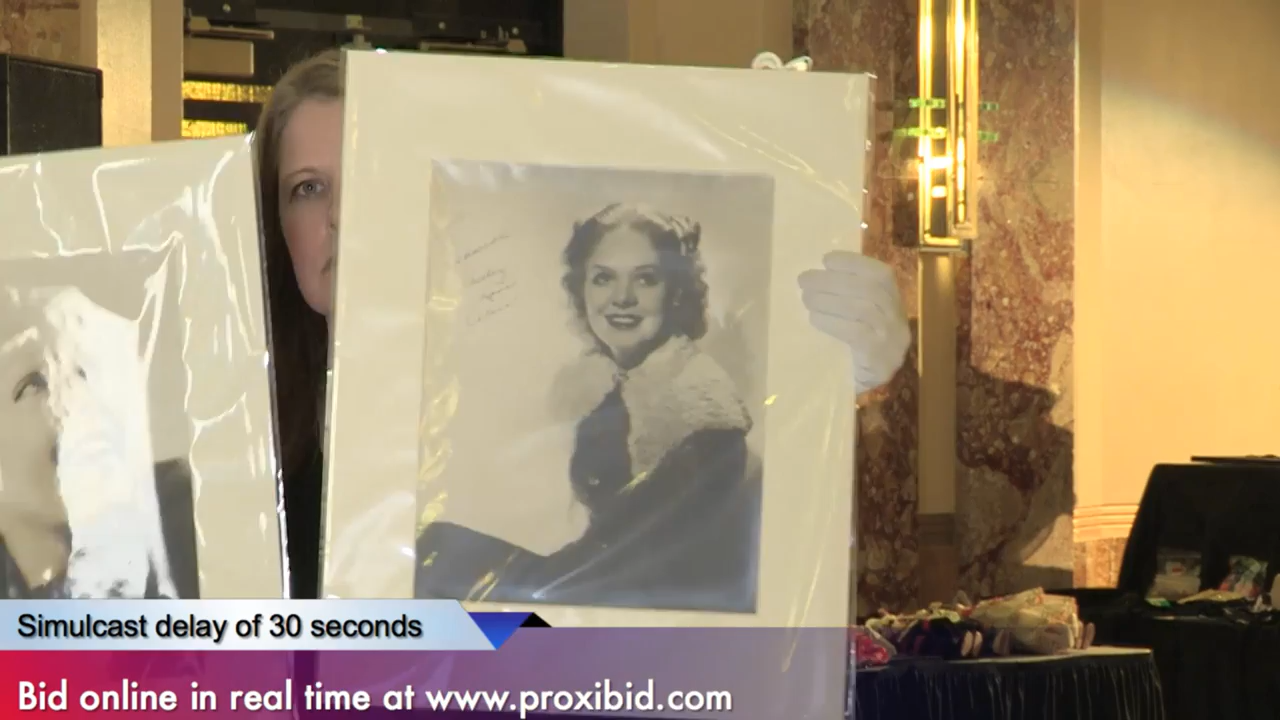 Simulcast delay of 30 seconds
Bid online in real time at www.proxibid.com